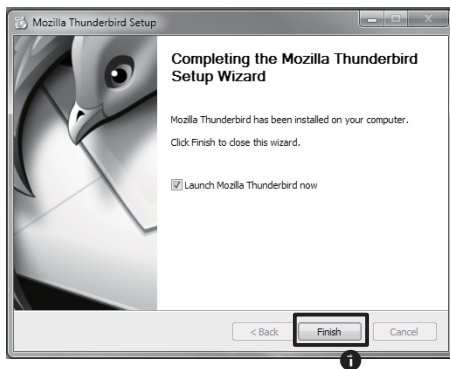 Mozilla Thunderbird Setup
Completing the Mozilla Thunderbird
Setup Wizard
Mozilla Thunderbird has been installed on your computer.
Click Finish to close this wizard.
Launch Mozilla Thunderbird now
< Back Finish Cancel
1